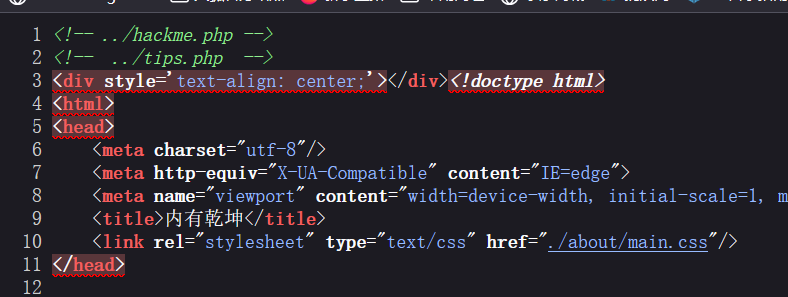 1 <!-- ../hackme.php -->
2 <!--  ../tips.php  -->
3 <div style='text-align: center;'></div><!doctype html>
4 <html>
5 <head>
6     <meta charset="utf-8"/>
7     <meta http-equiv="X-UA-Compatible" content="IE=edge">
8     <meta name="viewport" content="width=device-width, initial-scale=1, m
9     <title>内有乾坤</title>
10     <link rel="stylesheet" type="text/css" href="./about/main.css"/>
11 </head>
12